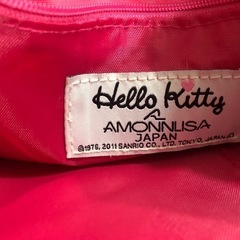 Hello Kitty
AMONNLISA
JAPAN
©1976, 2011 SANRIO CO., LTD. TOKYO, JAPAN